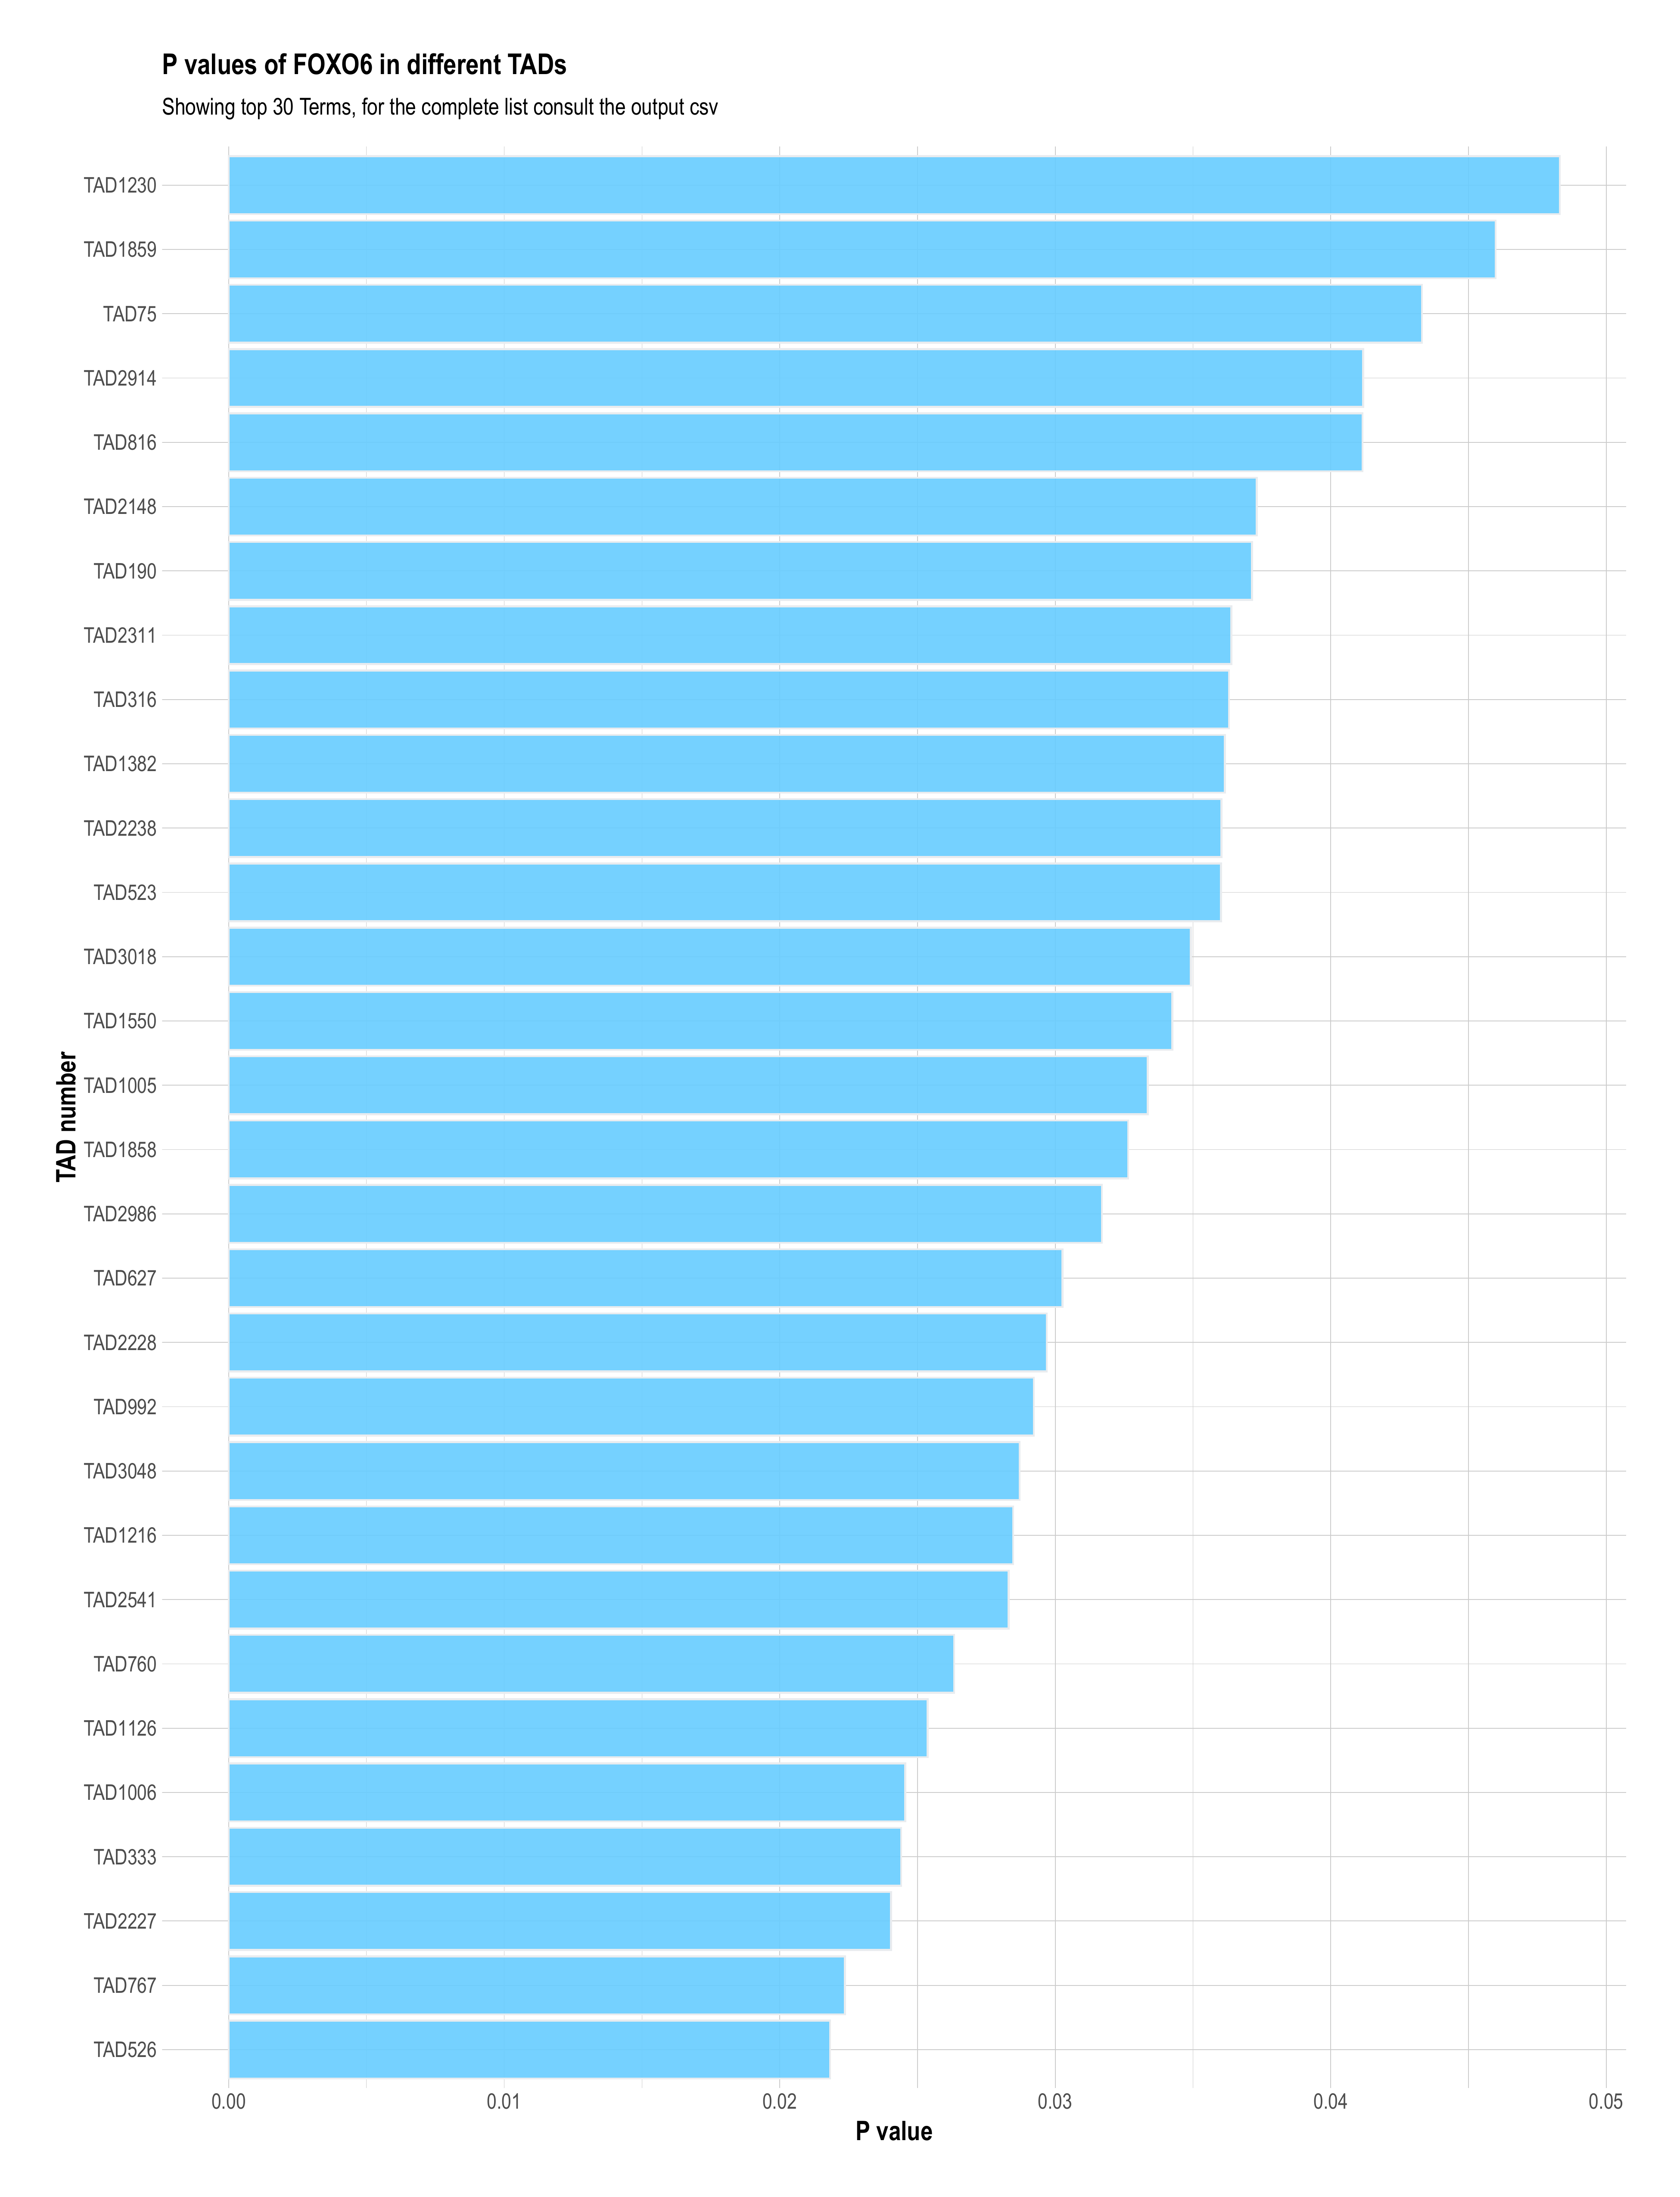 P values of FOXO6 in different TADs
Showing top 30 Terms, for the complete list consult the output csv
TAD1230
TAD1859
TAD75
TAD2914
TAD816
TAD2148
TAD190
TAD2311
TAD316
TAD1382
TAD2238
TAD523
TAD3018
TAD1550
TAD1005
TAD1858
TAD2986
TAD627
TAD2228
TAD992
TAD3048
TAD1216
TAD2541
TAD760
TAD1126
TAD1006
TAD333
TAD2227
TAD767
TAD526
TAD number
0.00 0.01 0.02 0.03 0.04 0.05
P value